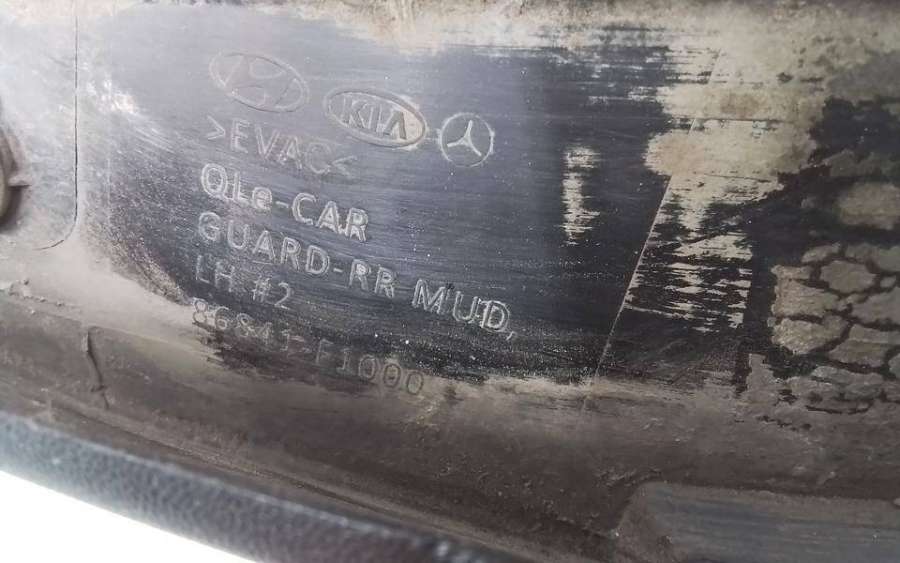 KIA
>EVAC<
QLe-CAR
GUARD-RR MUD,
LH #2
86841-F1000